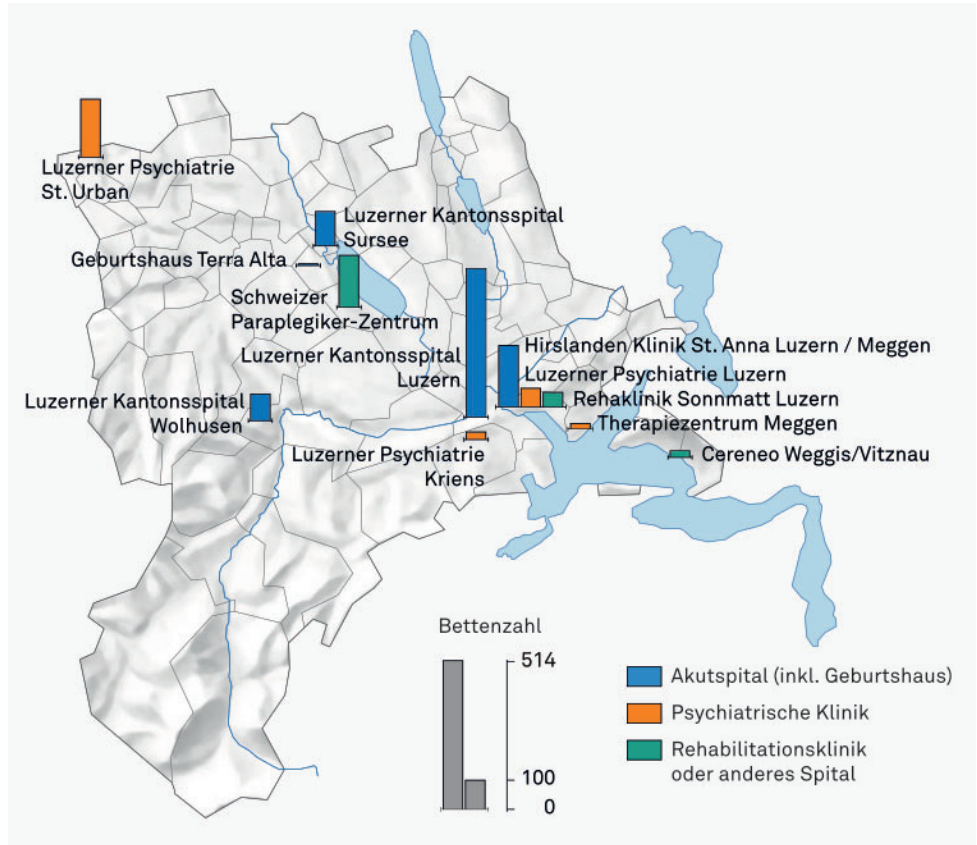 Luzerner Psychiatrie
St. Urban
Luzerner Kantonsspital
Sursee
Geburtshaus Terra Alta
Schweizer
Paraplegiker-Zentrum
Luzerner Kantonsspital
Luzern
Hirslanden Klinik St. Anna Luzern / Meggen
Luzerner Psychiatrie Luzern
Rehaklinik Sonnmatt Luzern
Luzerner Kantonsspital
Wolhusen
Therapiezentrum Meggen
Luzerner Psychiatrie
Kriens
Cereneo Weggis/Vitznau
Bettenzahl
514
100
0
Akutspital (inkl. Geburtshaus)
Psychiatrische Klinik
Rehabilitationsklinik
oder anderes Spital